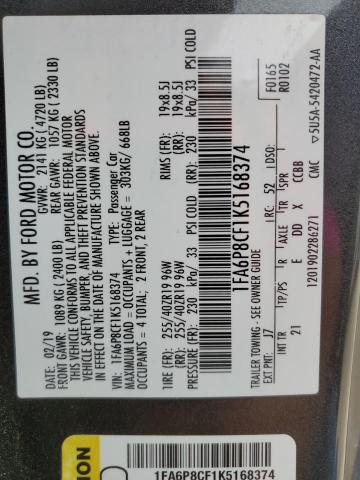 MFD. BY FORD MOTOR CO.
02/19 GVWR: 2141 KG (4720 LB)
FRONT GAWR: 1089 KG (2400 LB) REAR GAWR: 1057 KG (2330 LB)
THIS VEHICLE CONFORMS TO ALL APPLICABLE FEDERAL MOTOR
VEHICLE SAFETY, BUMPER, AND THEFT PREVENTION STANDARDS
IN EFFECT ON THE DATE OF MANUFACTURE SHOWN ABOVE.
VIN: 1FA6P8CF1K5168374 TYPE: Passenger Car
MAXIMUM LOAD = OCCUPANTS + LUGGAGE = 303KG/ 668LB
OCCUPANTS = 4 TOTAL; 2 FRONT, 2 REAR
TIRE (FR): 255/40ZR19 96W RIMS (FR): 19x8.5J
TIRE (RR): 255/40ZR19 96W (RR): 19x8.5J
PRESSURE (FR): 230 kPa/ 33 PSI COLD (RR): 230 kPa/ 33 PSI COLD
1FA6P8CF1K5168374
TRAILER TOWING - SEE OWNER GUIDE
F0165
R0102
EXT PNT: J7 RC: 52 DSO:
INT TR TP/PS R AXLE TR SPR
21 E DD X CCBB
1201902286271 CMC
5U5A-5420472-AA
1FA6P8CF1K5168374